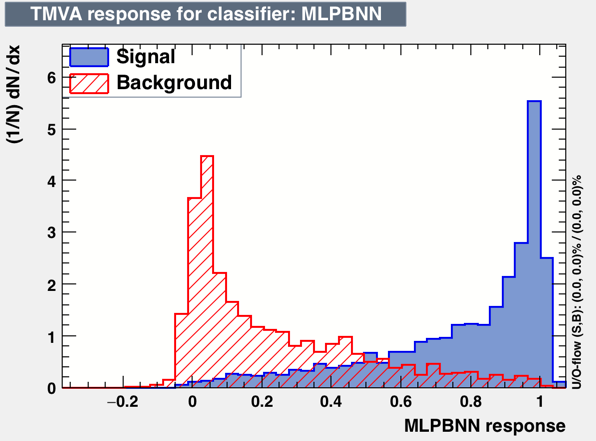 TMVA response for classifier: MLPBNN
(1/N) dN/dx
Signal
Background
6
5
4
3
2
1
0
−0.2 0 0.2 0.4 0.6 0.8 1
MLPBNN response
U/O-flow (S,B): (0.0, 0.0)% / (0.0, 0.0)%